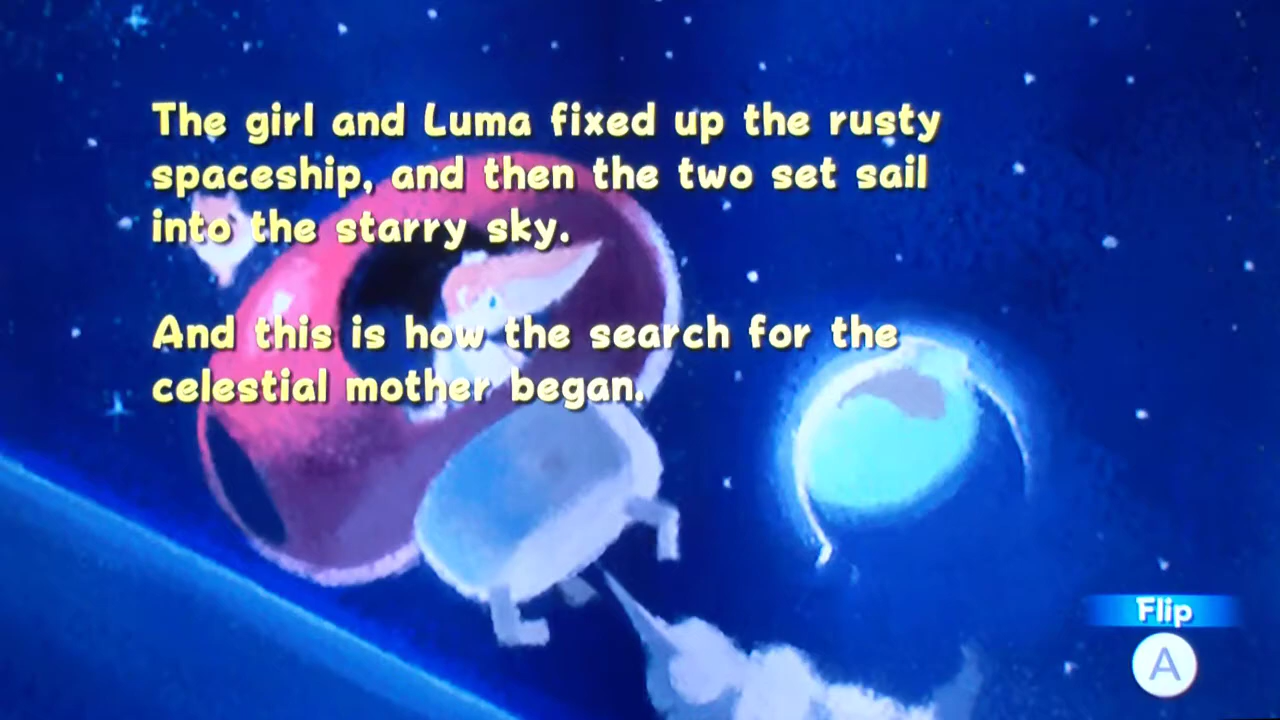 The girl and Luma fixed up the rusty
spaceship, and then the two set sail
into the starry sky.
And this is how the search for the
celestial mother began.
Flip
A